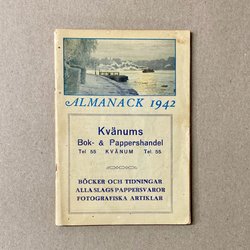 ALMANACK 1942
Kvänums
Bok- & Pappershandel
Tel 55 KVÄNUM Tel. 55
BÖCKER OCH TIDNINGAR
ALLA SLAGS PAPPERSVAROR
FOTOGRAFISKA ARTIKLAR